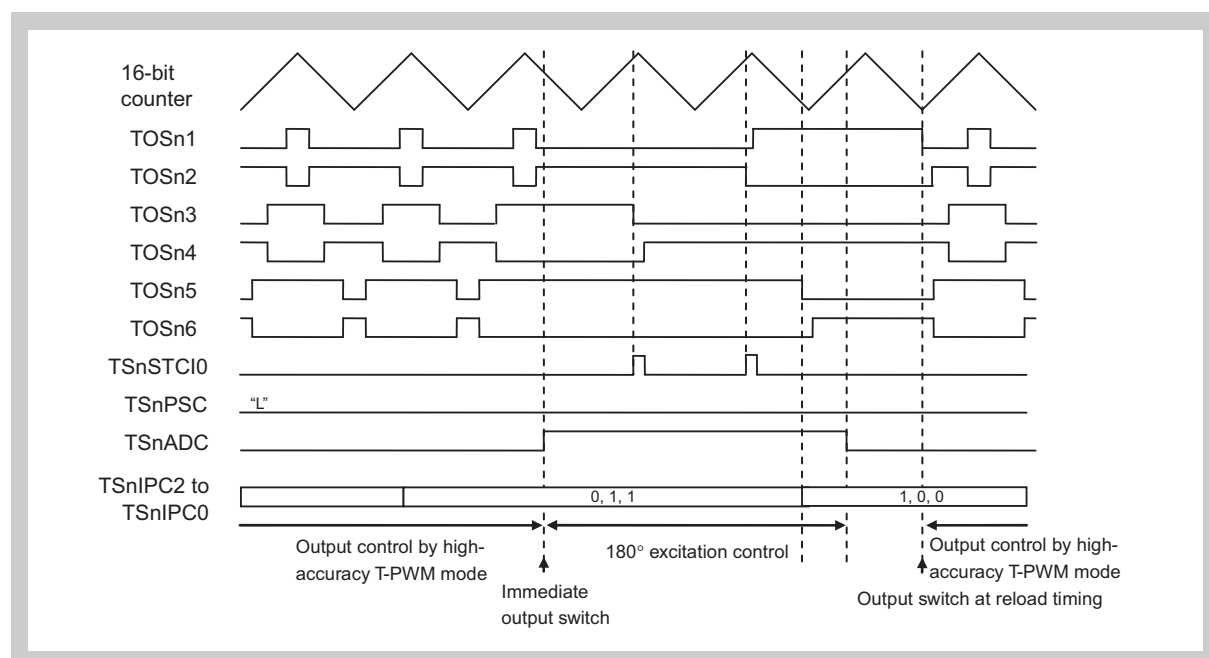 16-bit
counter
TOSn1
TOSn2
TOSn3
TOSn4
TOSn5
TOSn6
TSnSTCI0
TSnPSC
“L”
TSnADC
TSnIPC2 to
TSnIPC0
0, 1, 1
1, 0, 0
Output control by high-
accuracy T-PWM mode
180° excitation control
Output control by high-
accuracy T-PWM mode
Immediate
output switch
Output switch at reload timing